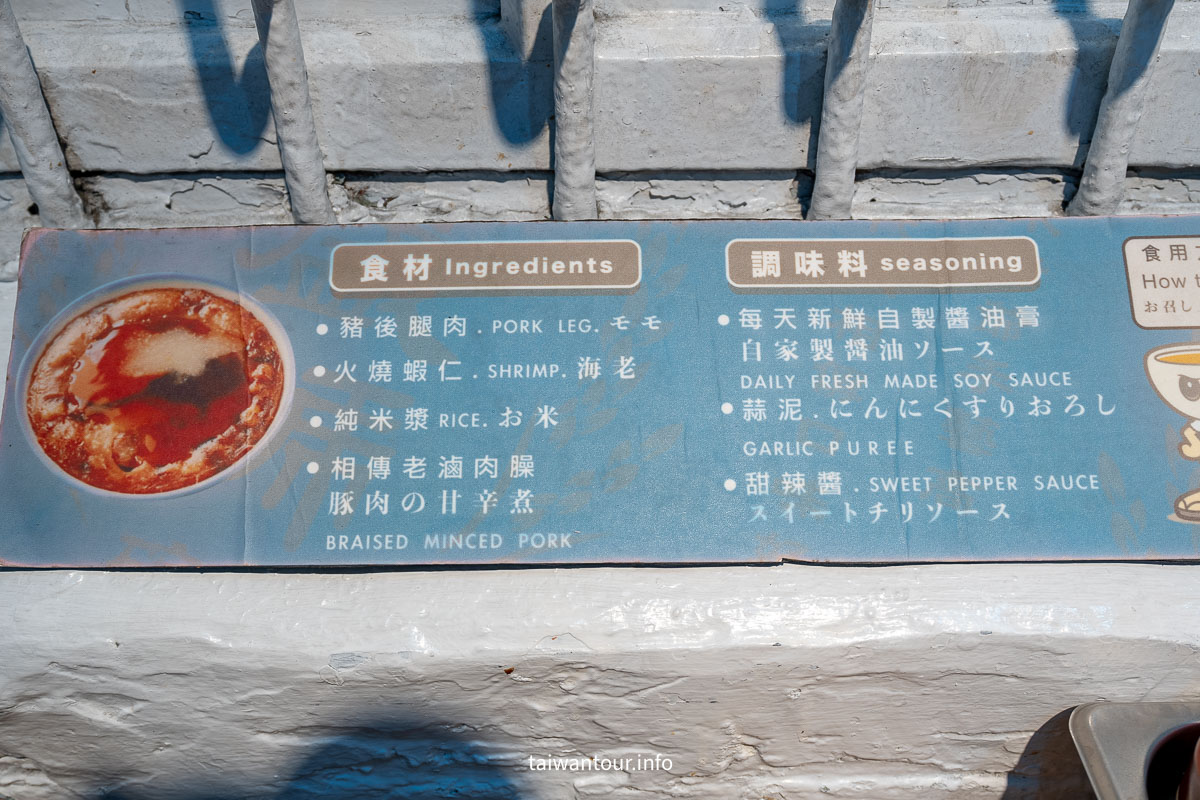 食材 Ingredients
• 豬後腿肉.PORK LEG.モモ
• 火燒蝦仁.SHRIMP.海老
• 純米漿 RICE.お米
• 相傳老滷肉臊
豚肉の甘辛煮
BRAISED MINCED PORK
調味料 seasoning
• 每天新鮮自製醬油膏
自家製醤油ソース
DAILY FRESH MADE SOY SAUCE
• 蒜泥.にんにくすりおろし
GARLIC PUREE
• 甜辣醬.SWEET PEPPER SAUCE
スイートチリソース
食用
How
お召し
taiwantour.info